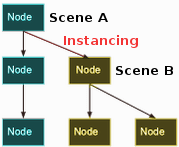 Node Scene A
Instancing
Node Node Scene B
Node Node Node